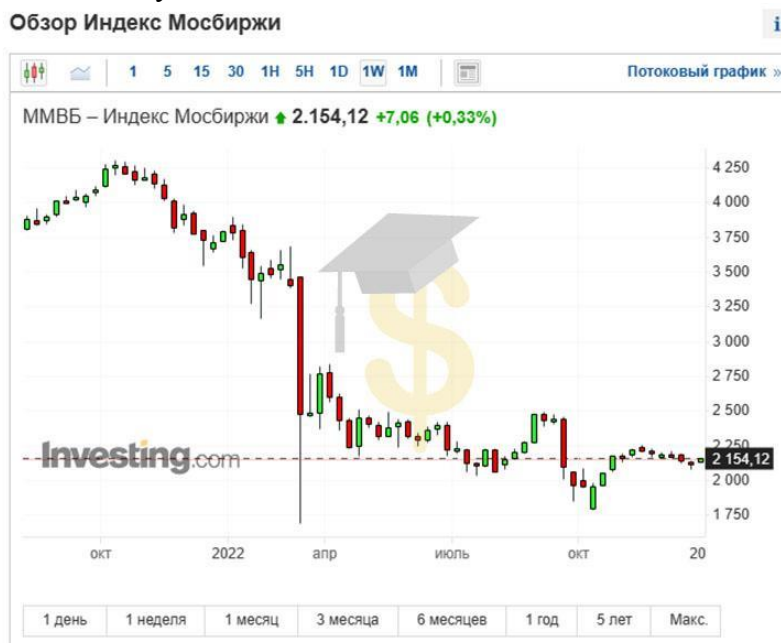 Обзор Индекс Мосбиржи
i
1 5 15 30 1H 5H 1D 1W 1M
Потоковый график »
ММВБ – Индекс Мосбиржи 2.154,12 +7,06 (+0,33%)
4 250
4 000
3 750
3 500
3 250
3 000
2 750
2 500
2 250
2 154,12
2 000
1 750
Investing.com
окт 2022 апр июль окт 20
1 день 1 неделя 1 месяц 3 месяца 6 месяцев 1 год 5 лет Макс.